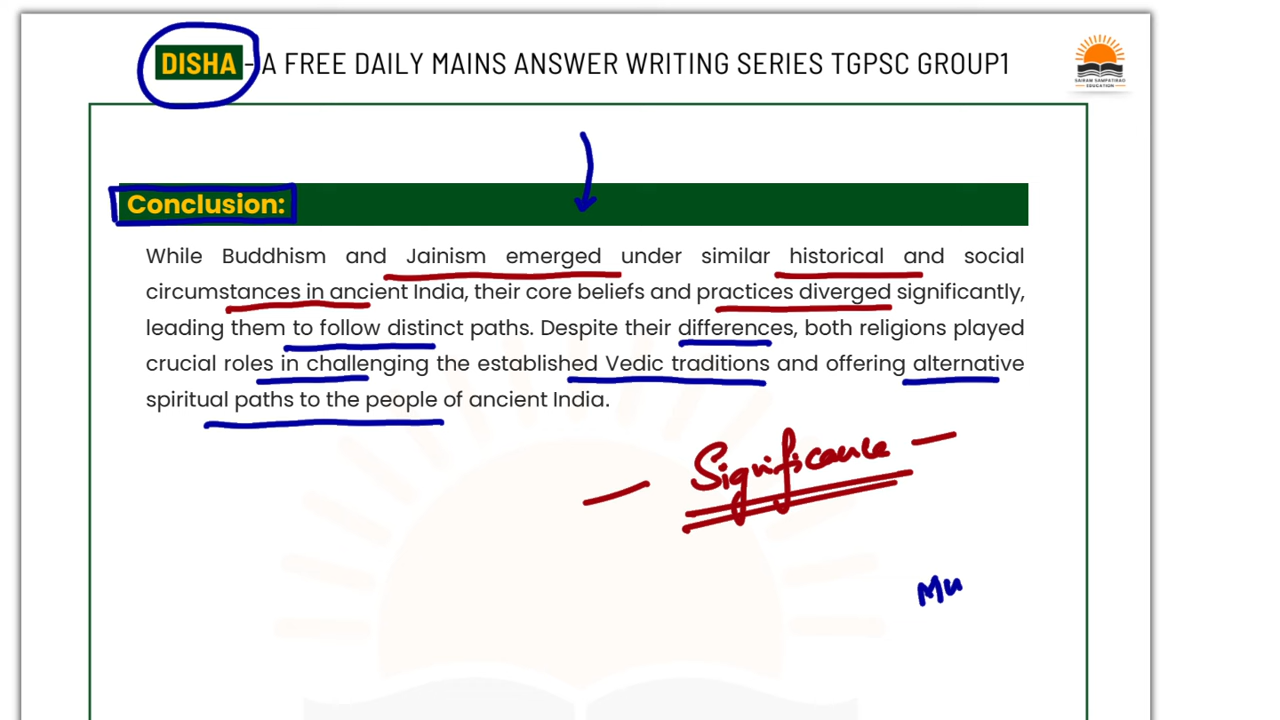 DISHA - A FREE DAILY MAINS ANSWER WRITING SERIES TGPSC GROUP1
SAIRAM SAMPATIRAO
EDUCATION
Conclusion:
While Buddhism and Jainism emerged under similar historical and social
circumstances in ancient India, their core beliefs and practices diverged significantly,
leading them to follow distinct paths. Despite their differences, both religions played
crucial roles in challenging the established Vedic traditions and offering alternative
spiritual paths to the people of ancient India.
- Significance -
Mu